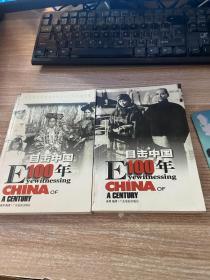 目击中国
100年
Eyewitnessing
CHINA OF
A CENTURY
目击中国
100年
Eyewitnessing
CHINA OF
A CENTURY